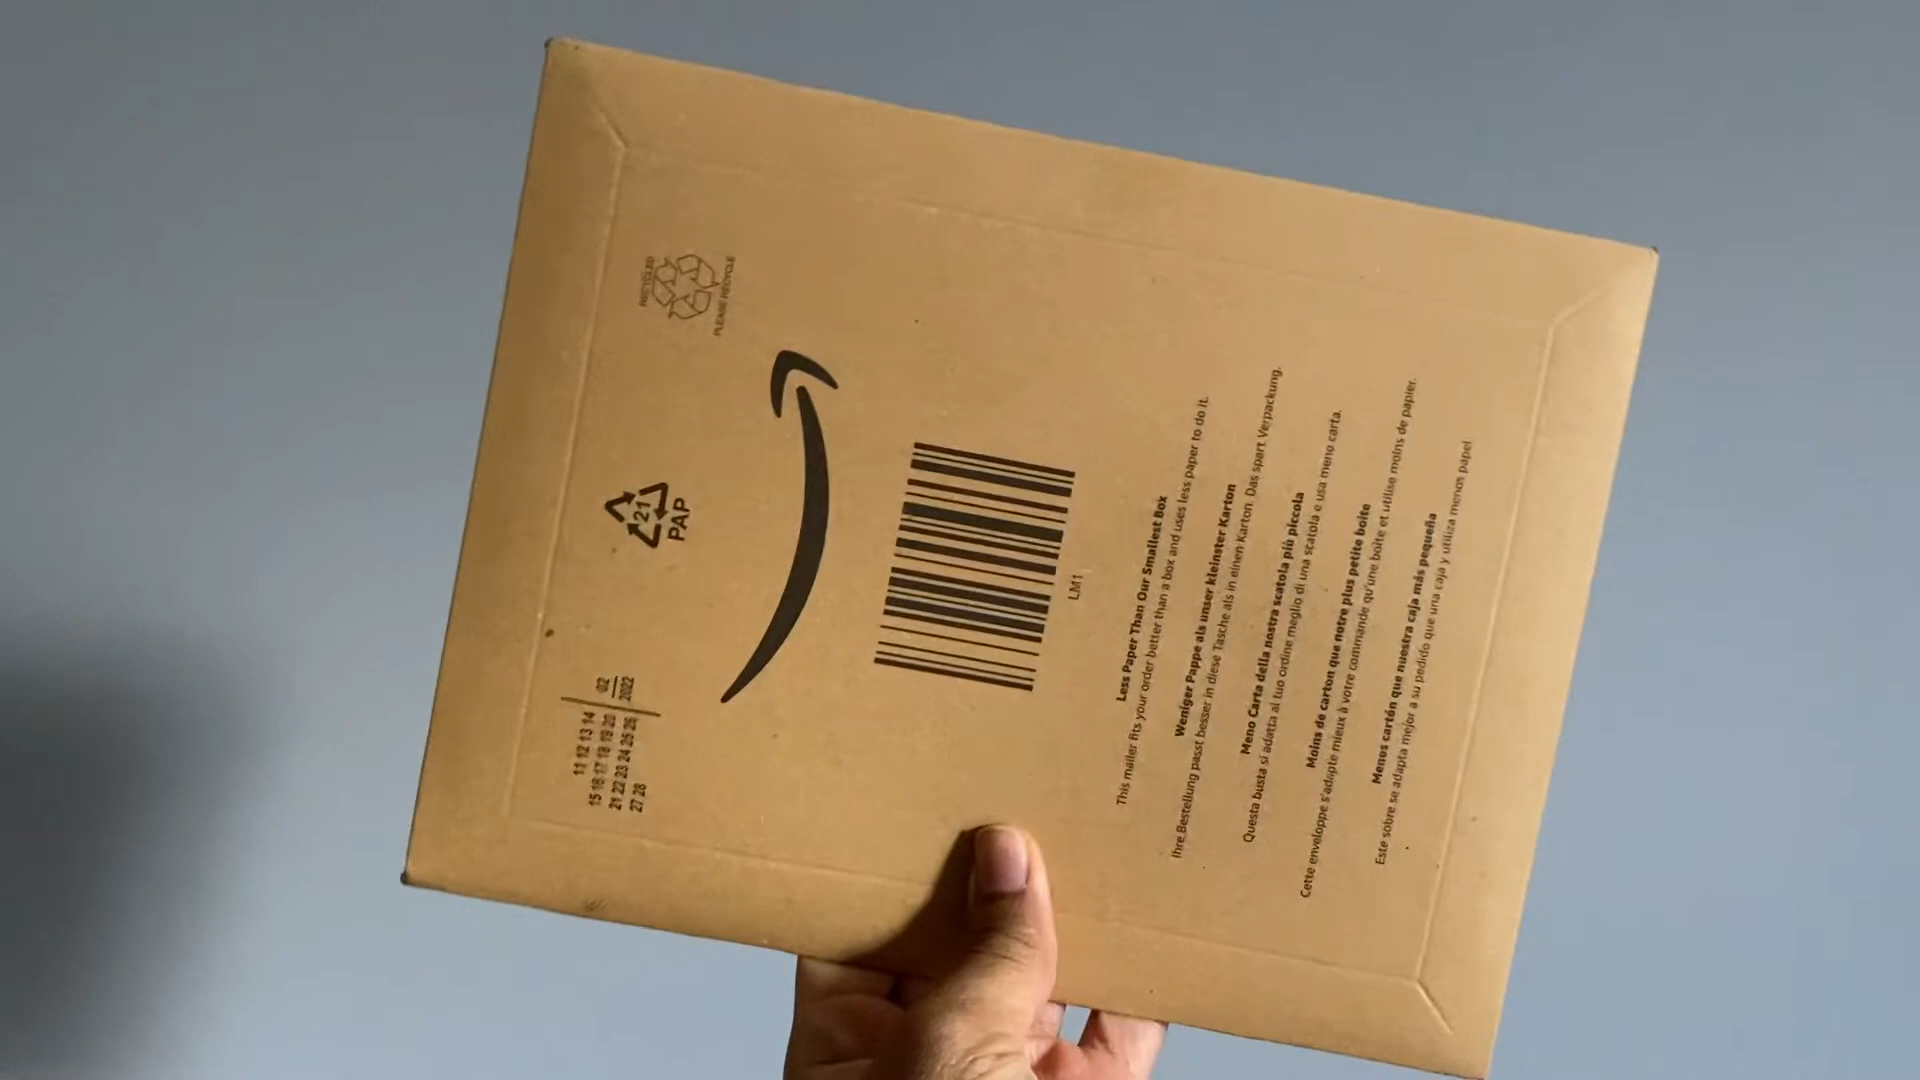 RECYCLED
PLEASE RECYCLE
21
PAP
11 12 13 14
15 16 17 18 19 20
21 22 23 24 25 26
27 28
02
2022
LM1
Less Paper Than Our Smallest Box
This mailer fits your order better than a box and uses less paper to do it.
Weniger Pappe als unser kleinster Karton
Ihre Bestellung passt besser in diese Tasche als in einen Karton. Das spart Verpackung.
Meno Carta della nostra scatola più piccola
Questa busta si adatta al tuo ordine meglio di una scatola e usa meno carta.
Moins de carton que notre plus petite boîte
Cette enveloppe s'adapte mieux à votre commande qu'une boîte et utilise moins de papier.
Menos cartón que nuestra caja más pequeña
Este sobre se adapta mejor a su pedido que una caja y utiliza menos papel